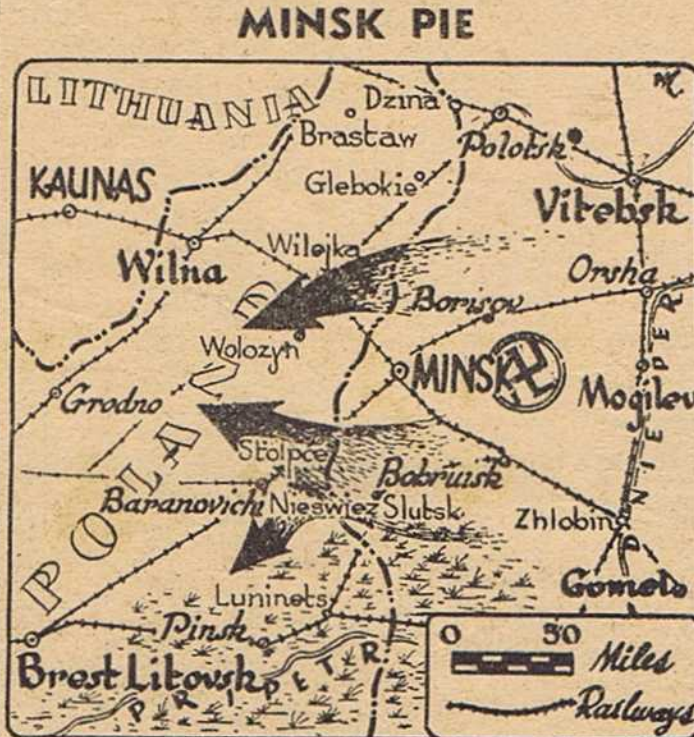 MINSK PIE
LITHUANIA
Dzina
Brastaw
Polotsk
Glebokie
KAUNAS
Vitebsk
Wilna
Wilejka
Orsha
Borisov
Wolozyn
MINSK
Grodno
Mogilev
DNIEPER
POLAND
Stolpce
Bobruisk
Baranovichi
Nieswiez
Slutsk
Zhlobin
Gomel
Luninets
Pinsk
Brest Litovsk
PRIPET R
0 50
Miles
Railways